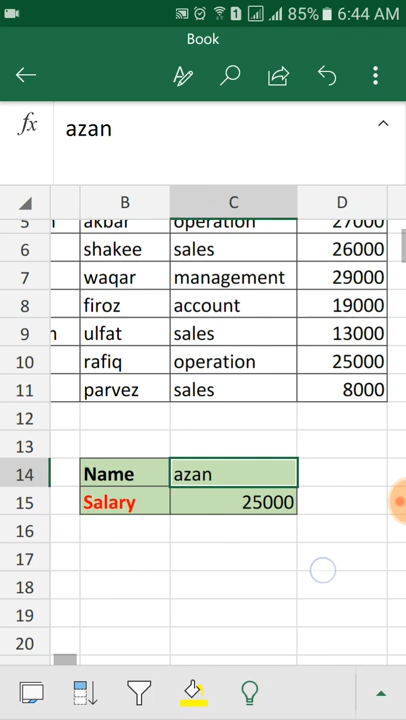 1 85% 6:44 AM
Book
fx azan
B C D
5 akbar operation 27000
6 shakee sales 26000
7 waqar management 29000
8 firoz account 19000
9 n ulfat sales 13000
10 rafiq operation 25000
11 parvez sales 8000
12
13
14 Name azan
15 Salary 25000
16
17
18
19
20